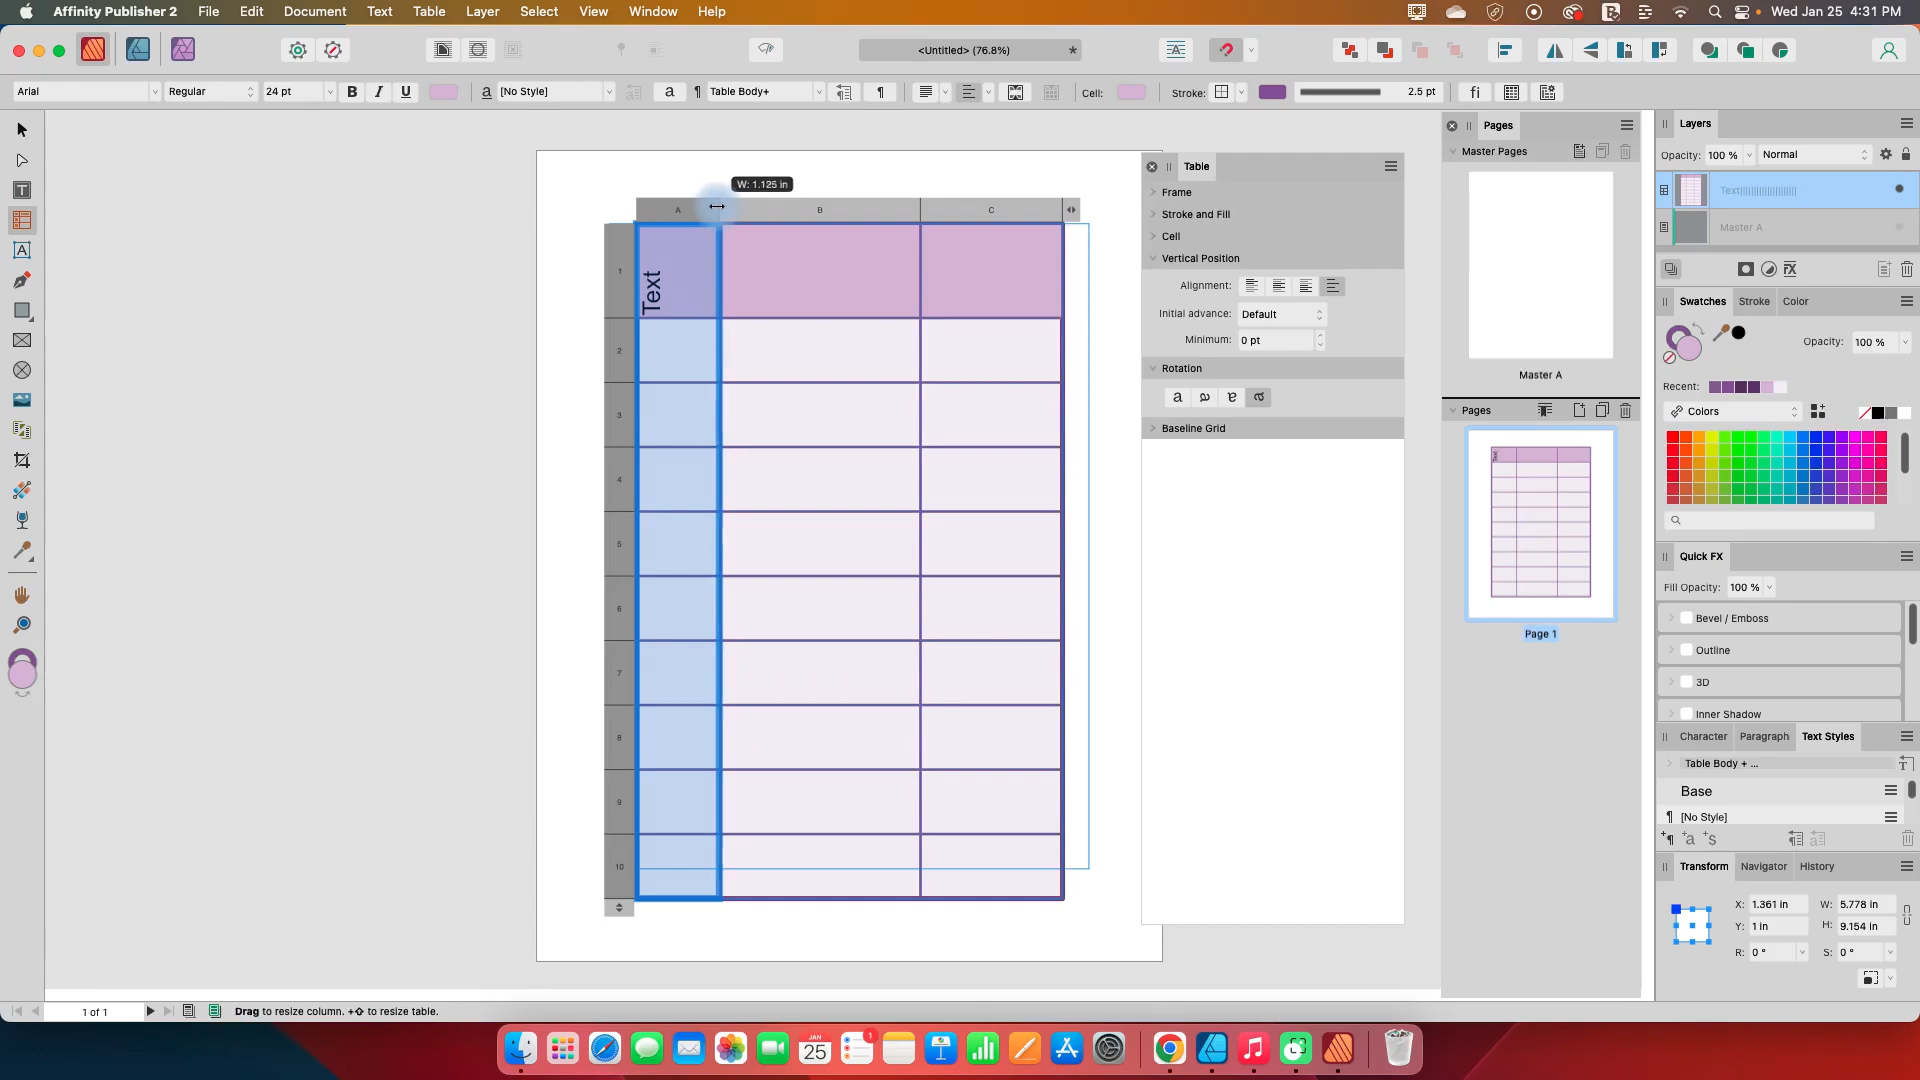 Affinity Publisher 2 File Edit Document Text Table Layer Select View Window Help Wed Jan 25 4:31 PM
<Untitled> (76.8%) *
Arial Regular 24 pt B I U a [No Style] a a ¶ Table Body+ ¶ Cell: Stroke: 2.5 pt fi
W: 1.125 in
A B C
1
2
3
4
5
6
7
8
9
10
Text
Table
Frame
Stroke and Fill
Cell
Vertical Position
Alignment:
Initial advance: Default
Minimum: 0 pt
Rotation
a a a a
Baseline Grid
Pages
Master Pages
Master A
Pages
Text
Page 1
Layers
Opacity: 100 % Normal
Text||||||||||||||||||||
Master A
Swatches Stroke Color
Opacity: 100 %
Recent:
Colors
Quick FX
Fill Opacity: 100 %
Bevel / Emboss
Outline
3D
Inner Shadow
Character Paragraph Text Styles
Table Body + ...
Base
¶ [No Style]
Transform Navigator History
X: 1.361 in W: 5.778 in
Y: 1 in H: 9.154 in
R: 0 ° S: 0 °
1 of 1 Drag to resize column. +⇧ to resize table.
JAN
25
1